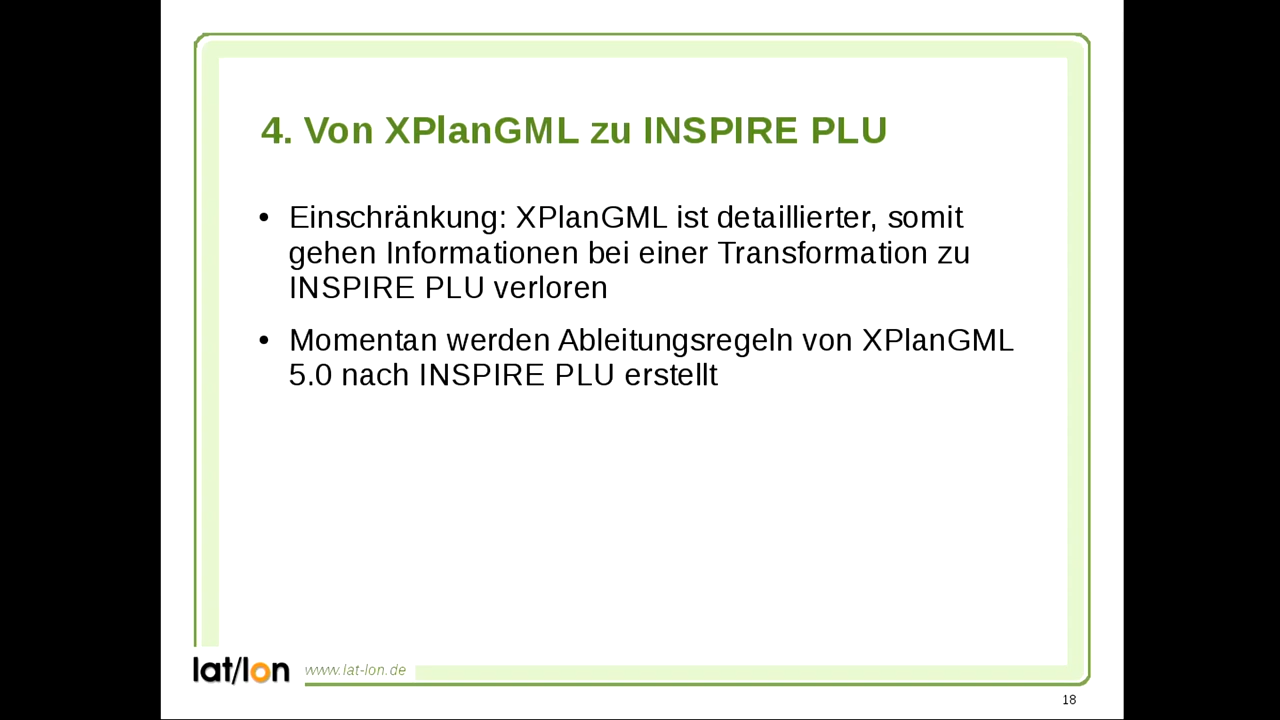 4. Von XPlanGML zu INSPIRE PLU
• Einschränkung: XPlanGML ist detaillierter, somit
gehen Informationen bei einer Transformation zu
INSPIRE PLU verloren
• Momentan werden Ableitungsregeln von XPlanGML
5.0 nach INSPIRE PLU erstellt
lat/lon www.lat-lon.de
18